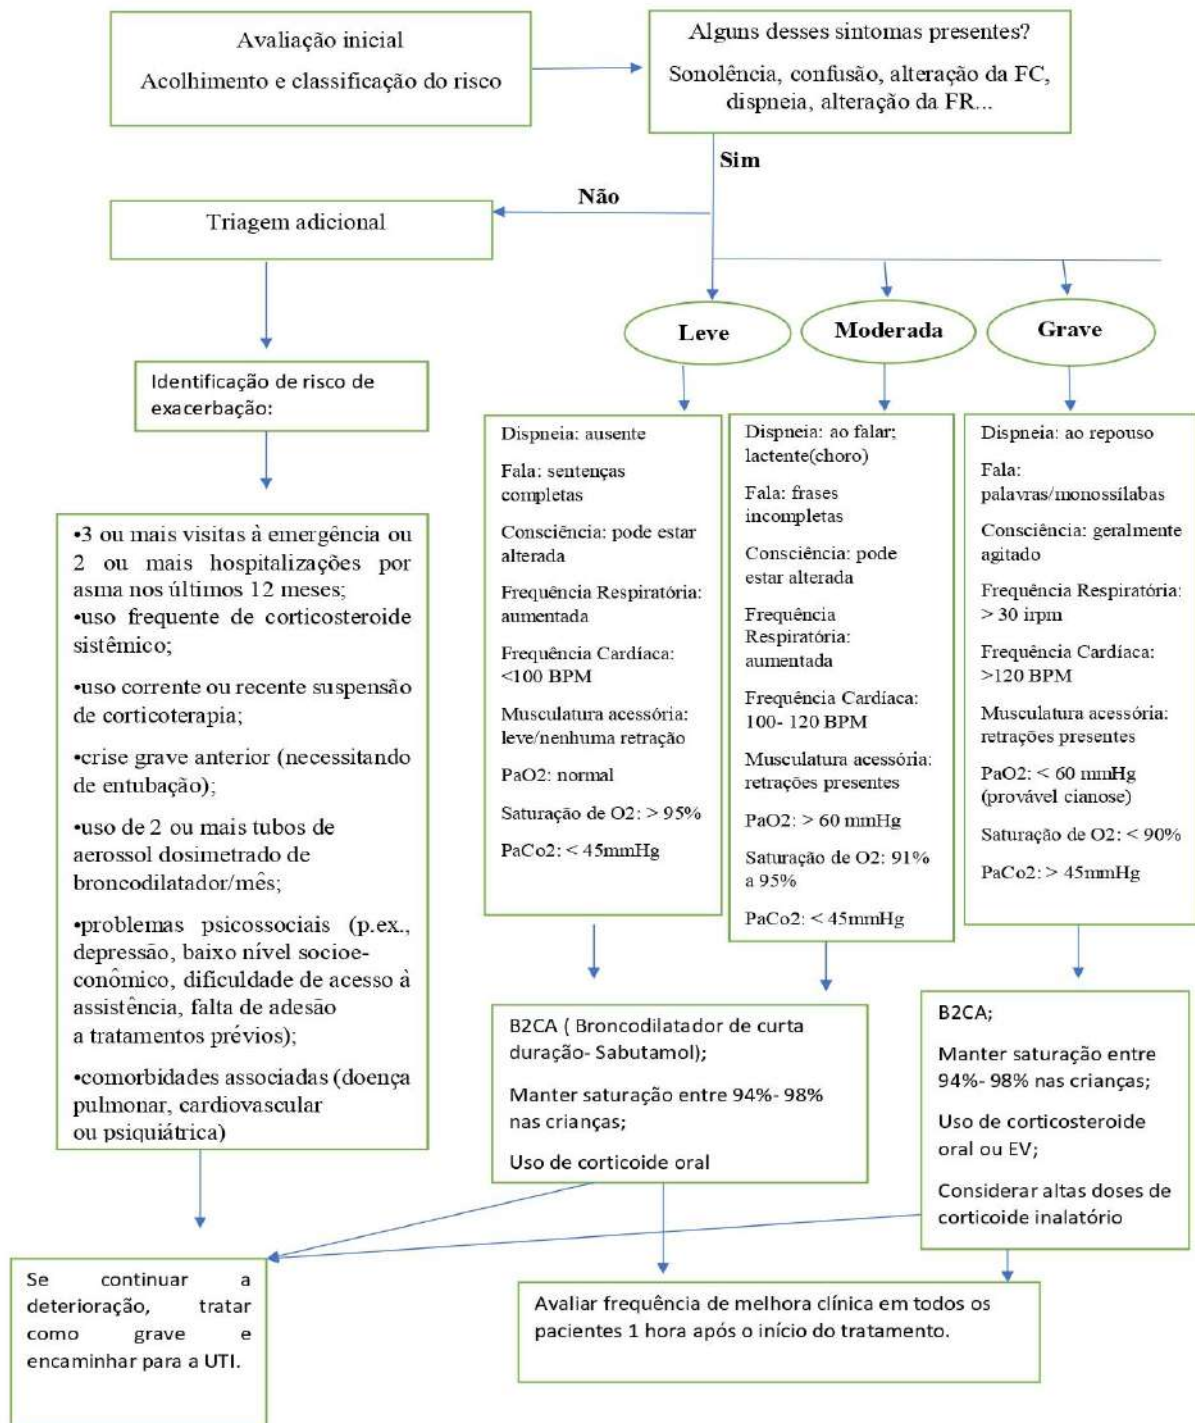 Avaliação inicial
Acolhimento e classificação do risco
Alguns desses sintomas presentes?
Sonolência, confusão, alteração da FC,
dispneia, alteração da FR...
Sim
Não
Triagem adicional
Leve
Moderada
Grave
Identificação de risco de
exacerbação:
•3 ou mais visitas à emergência ou
2 ou mais hospitalizações por
asma nos últimos 12 meses;
•uso frequente de corticosteroide
sistêmico;
•uso corrente ou recente suspensão
de corticoterapia;
•crise grave anterior (necessitando
de entubação);
•uso de 2 ou mais tubos de
aerossol dosimetrado de
broncodilatador/mês;
•problemas psicossociais (p.ex.,
depressão, baixo nível socioe-
conômico, dificuldade de acesso à
assistência, falta de adesão
a tratamentos prévios);
•comorbidades associadas (doença
pulmonar, cardiovascular
ou psiquiátrica)
Dispneia: ausente
Fala: sentenças
completas
Consciência: pode estar
alterada
Frequência Respiratória:
aumentada
Frequência Cardíaca:
<100 BPM
Musculatura acessória:
leve/nenhuma retração
PaO2: normal
Saturação de O2: > 95%
PaCo2: < 45mmHg
Dispneia: ao falar;
lactente(choro)
Fala: frases
incompletas
Consciência: pode
estar alterada
Frequência
Respiratória:
aumentada
Frequência Cardíaca:
100- 120 BPM
Musculatura acessória:
retrações presentes
PaO2: > 60 mmHg
Saturação de O2: 91%
a 95%
PaCo2: < 45mmHg
Dispneia: ao repouso
Fala:
palavras/monossílabas
Consciência: geralmente
agitado
Frequência Respiratória:
> 30 irpm
Frequência Cardíaca:
>120 BPM
Musculatura acessória:
retrações presentes
PaO2: < 60 mmHg
(provável cianose)
Saturação de O2: < 90%
PaCo2: > 45mmHg
B2CA ( Broncodilatador de curta
duração- Sabutamol);
Manter saturação entre 94%- 98%
nas crianças;
Uso de corticoide oral
B2CA;
Manter saturação entre
94%- 98% nas crianças;
Uso de corticosteroide
oral ou EV;
Considerar altas doses de
corticoide inalatório
Se continuar a
deterioração, tratar
como grave e
encaminhar para a UTI.
Avaliar frequência de melhora clínica em todos os
pacientes 1 hora após o início do tratamento.